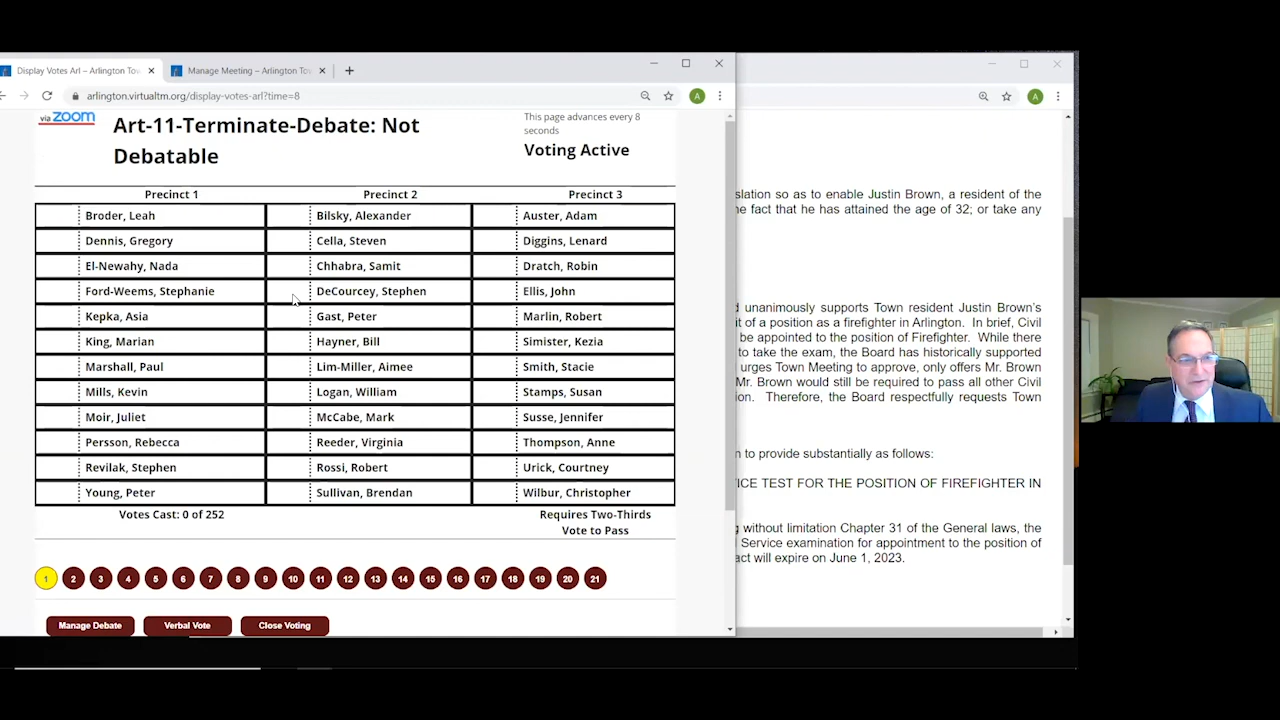 Display Votes Arl – Arlington Tow
Manage Meeting – Arlington Tow
arlington.virtualtm.org/display-votes-arl?time=8
A
A
via zoom
Art-11-Terminate-Debate: Not
Debatable
This page advances every 8
seconds
Voting Active
Precinct 1 Precinct 2 Precinct 3
Broder, Leah Bilsky, Alexander Auster, Adam
Dennis, Gregory Cella, Steven Diggins, Lenard
El-Newahy, Nada Chhabra, Samit Dratch, Robin
Ford-Weems, Stephanie DeCourcey, Stephen Ellis, John
Kepka, Asia Gast, Peter Marlin, Robert
King, Marian Hayner, Bill Simister, Kezia
Marshall, Paul Lim-Miller, Aimee Smith, Stacie
Mills, Kevin Logan, William Stamps, Susan
Moir, Juliet McCabe, Mark Susse, Jennifer
Persson, Rebecca Reeder, Virginia Thompson, Anne
Revilak, Stephen Rossi, Robert Urick, Courtney
Young, Peter Sullivan, Brendan Wilbur, Christopher
Votes Cast: 0 of 252
Requires Two-Thirds
Vote to Pass
1 2 3 4 5 6 7 8 9 10 11 12 13 14 15 16 17 18 19 20 21
Manage Debate Verbal Vote Close Voting
slation so as to enable Justin Brown, a resident of the
fact that he has attained the age of 32; or take any
unanimously supports Town resident Justin Brown's
of a position as a firefighter in Arlington. In brief, Civil
be appointed to the position of Firefighter. While there
to take the exam, the Board has historically supported
urges Town Meeting to approve, only offers Mr. Brown
Mr. Brown would still be required to pass all other Civil
on. Therefore, the Board respectfully requests Town
to provide substantially as follows:
ICE TEST FOR THE POSITION OF FIREFIGHTER IN
without limitation Chapter 31 of the General laws, the
Service examination for appointment to the position of
act will expire on June 1, 2023.